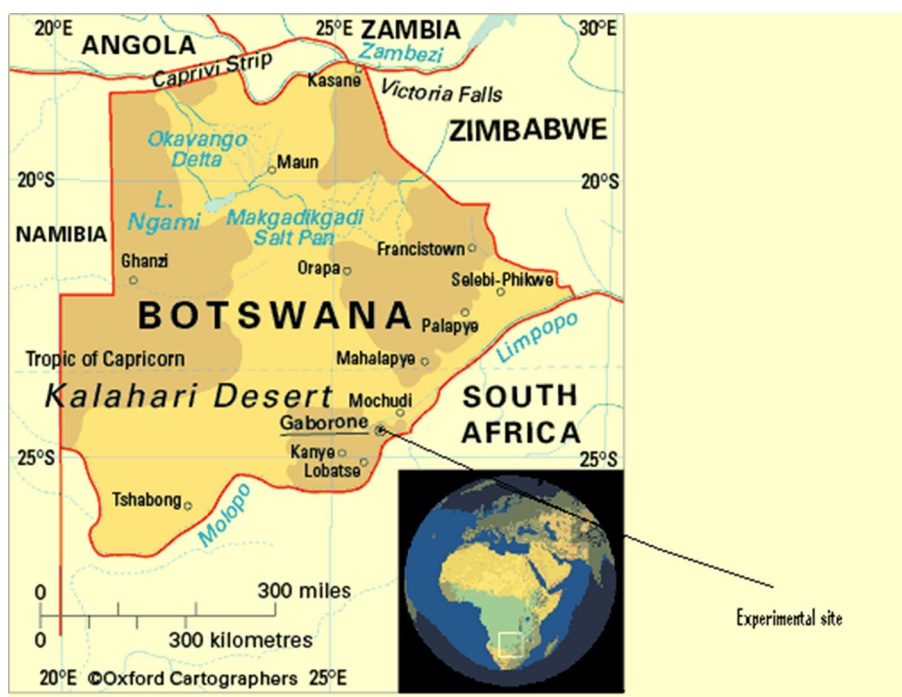 20°E
25°E
30°E
ANGOLA
ZAMBIA
Zambezi
Caprivi Strip
Kasane
Victoria Falls
ZIMBABWE
Okavango
Detta
Maun
20°S
20°S
L.
Ngami
Makgadikgadi
Salt Pan
NAMIBIA
Francistown
Ghanzi
Orapa
Selebi-Phikwe
BOTSWANA
Palapye
Limpopo
Tropic of Capricorn
Mahalapye
Kalahari Desert
Mochudi
SOUTH
AFRICA
Gaborone
Kanye
Lobatse
25°S
25°S
Tshabong
Molopo
0
300 miles
0
300 kilometres
Experimental site
20°E
©Oxford Cartographers
25°E